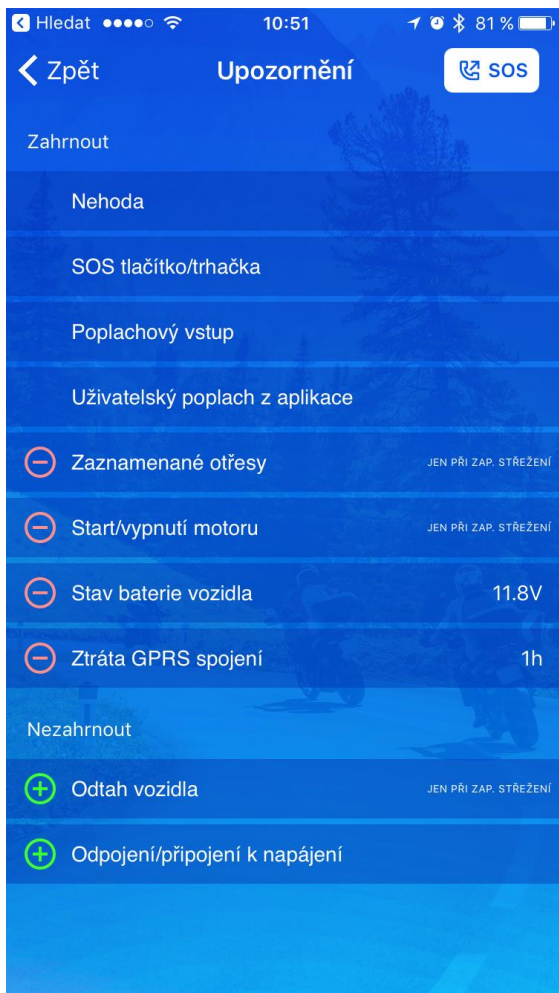 Hledat 10:51 81 %
Zpět Upozornění SOS
Zahrnout
Nehoda
SOS tlačítko/trhačka
Poplachový vstup
Uživatelský poplach z aplikace
Zaznamenané otřesy JEN PŘI ZAP. STŘEŽENÍ
Start/vypnutí motoru JEN PŘI ZAP. STŘEŽENÍ
Stav baterie vozidla 11.8V
Ztráta GPRS spojení 1h
Nezahrnout
Odtah vozidla JEN PŘI ZAP. STŘEŽENÍ
Odpojení/připojení k napájení